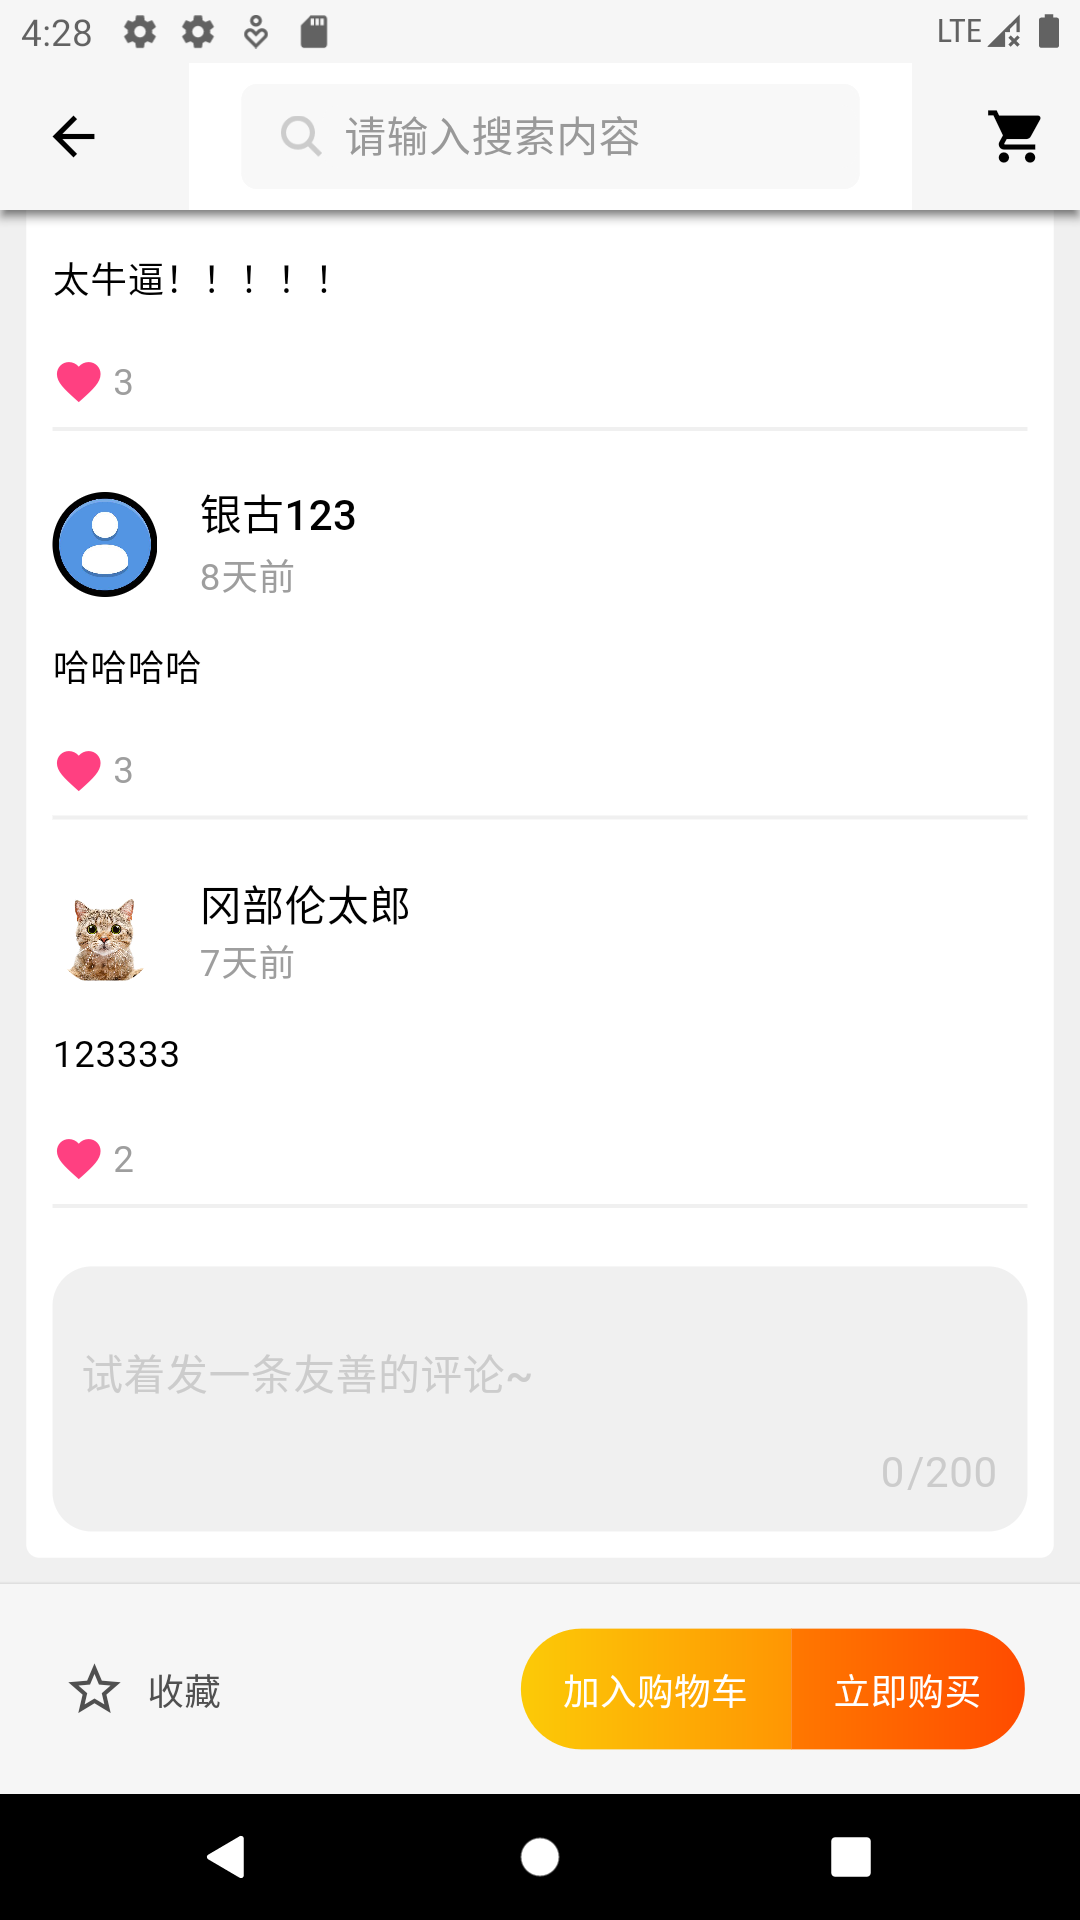 4:28
LTE
请输入搜索内容
太牛逼！！！！！
3
银古123
8天前
哈哈哈哈
3
冈部伦太郎
7天前
123333
2
试着发一条友善的评论~
0/200
收藏
加入购物车
立即购买